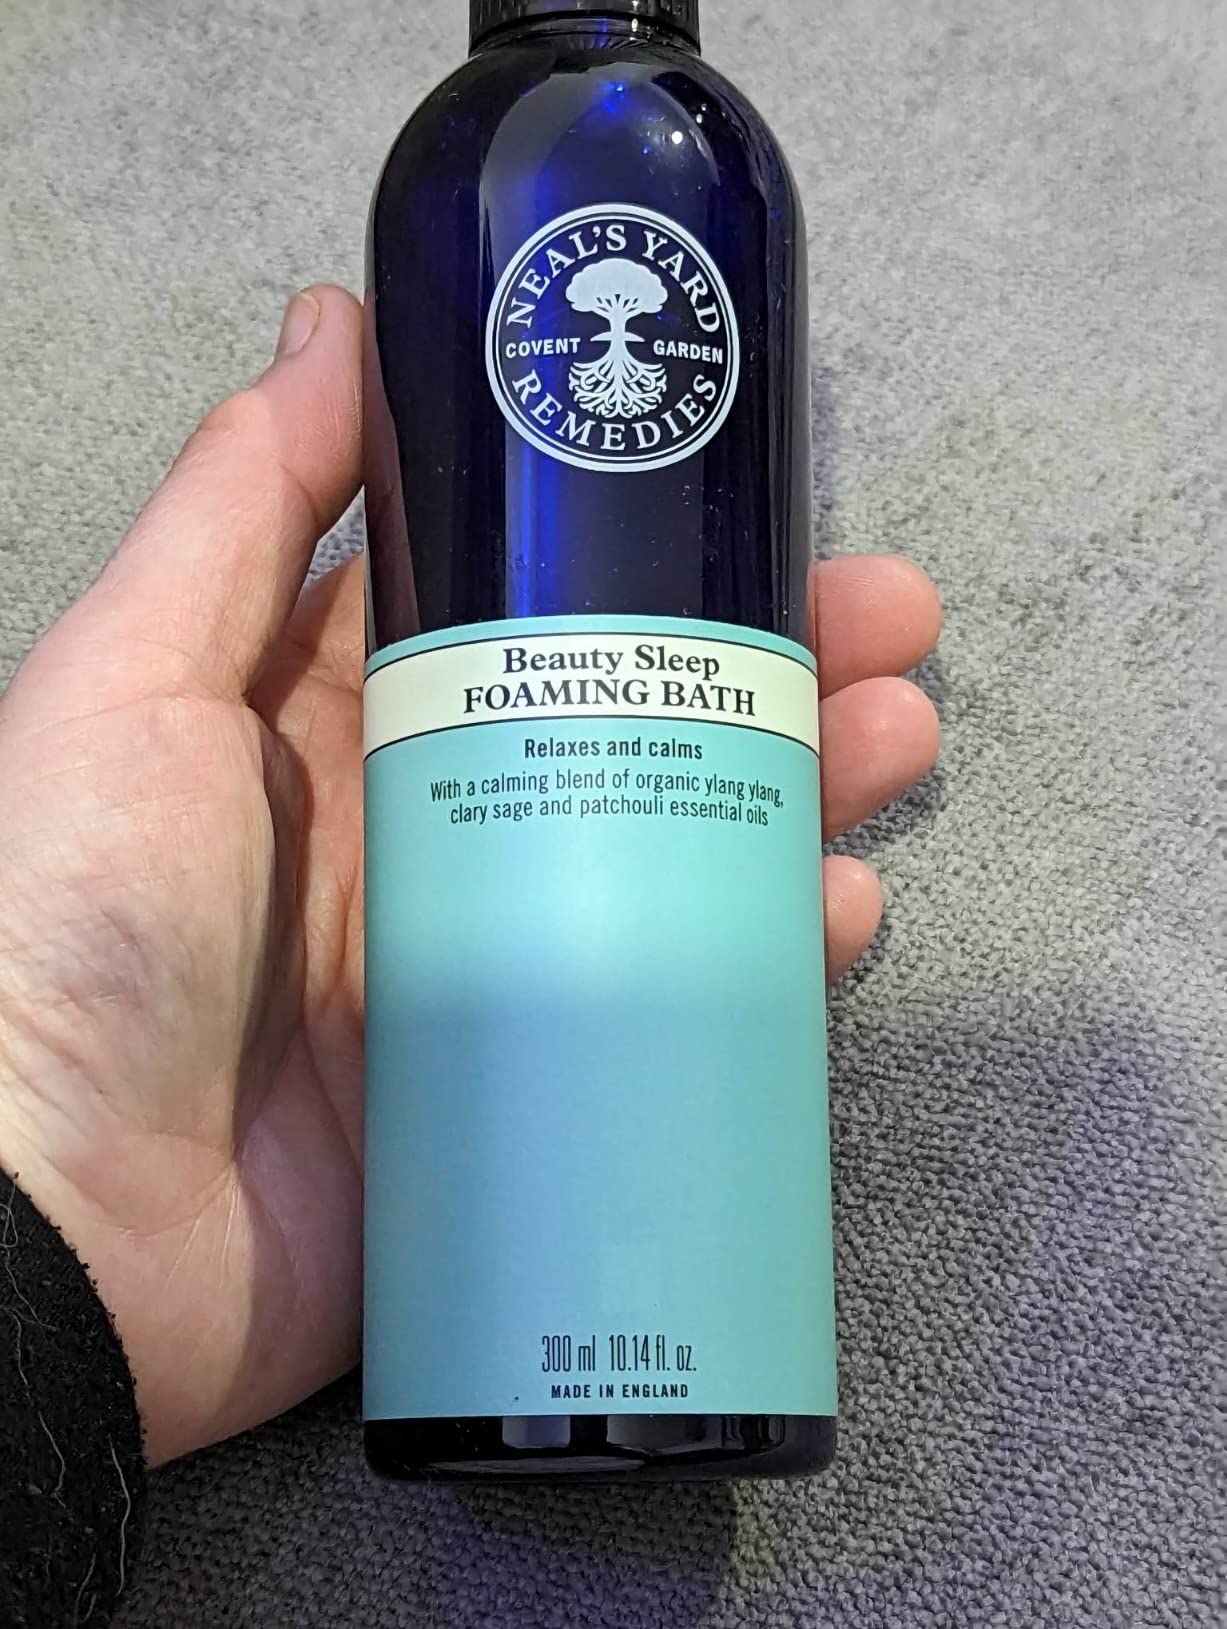 NEAL'S YARD
COVENT GARDEN
REMEDIES
Beauty Sleep
FOAMING BATH
Relaxes and calms
With a calming blend of organic ylang ylang,
clary sage and patchouli essential oils
300 ml 10.14 fl. oz.
MADE IN ENGLAND